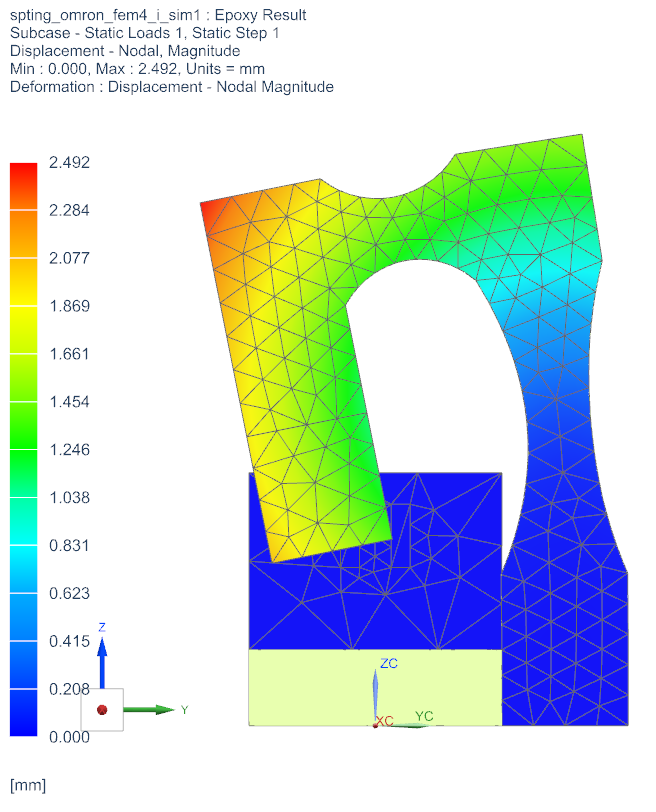 spting_omron_fem4_i_sim1 : Epoxy Result
Subcase - Static Loads 1, Static Step 1
Displacement - Nodal, Magnitude
Min : 0.000, Max : 2.492, Units = mm
Deformation : Displacement - Nodal Magnitude
2.492
2.284
2.077
1.869
1.661
1.454
1.246
1.038
0.831
0.623
0.415
0.208
0.000
Z
Y
ZC
YC
XC
[mm]